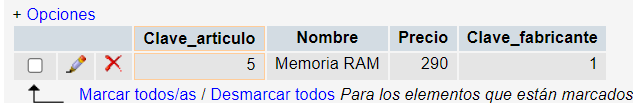 + Opciones
Clave_articulo Nombre Precio Clave_fabricante
5 Memoria RAM 290 1
Marcar todos/as / Desmarcar todos Para los elementos que están marcados